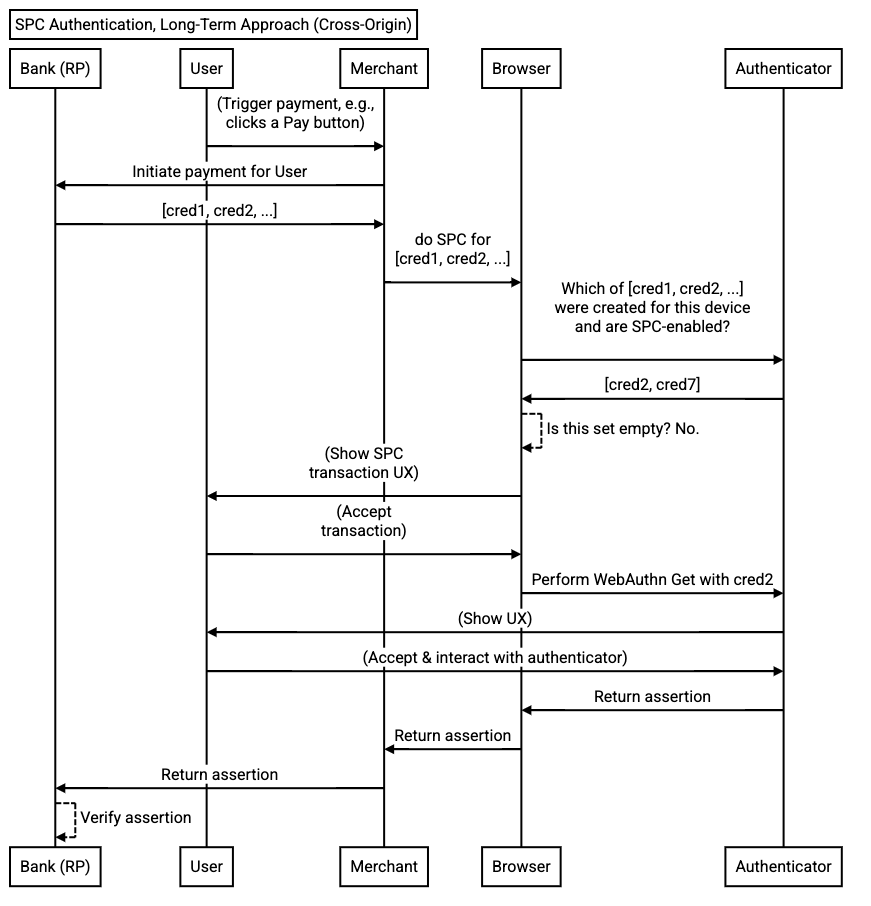 SPC Authentication, Long-Term Approach (Cross-Origin)
Bank (RP)
User
Merchant
Browser
Authenticator
(Trigger payment, e.g.,
clicks a Pay button)
Initiate payment for User
[cred1, cred2, ...]
do SPC for
[cred1, cred2, ...]
Which of [cred1, cred2, ...]
were created for this device
and are SPC-enabled?
[cred2, cred7]
Is this set empty? No.
(Show SPC
transaction UX)
(Accept
transaction)
Perform WebAuthn Get with cred2
(Show UX)
(Accept & interact with authenticator)
Return assertion
Return assertion
Return assertion
Verify assertion
Bank (RP)
User
Merchant
Browser
Authenticator